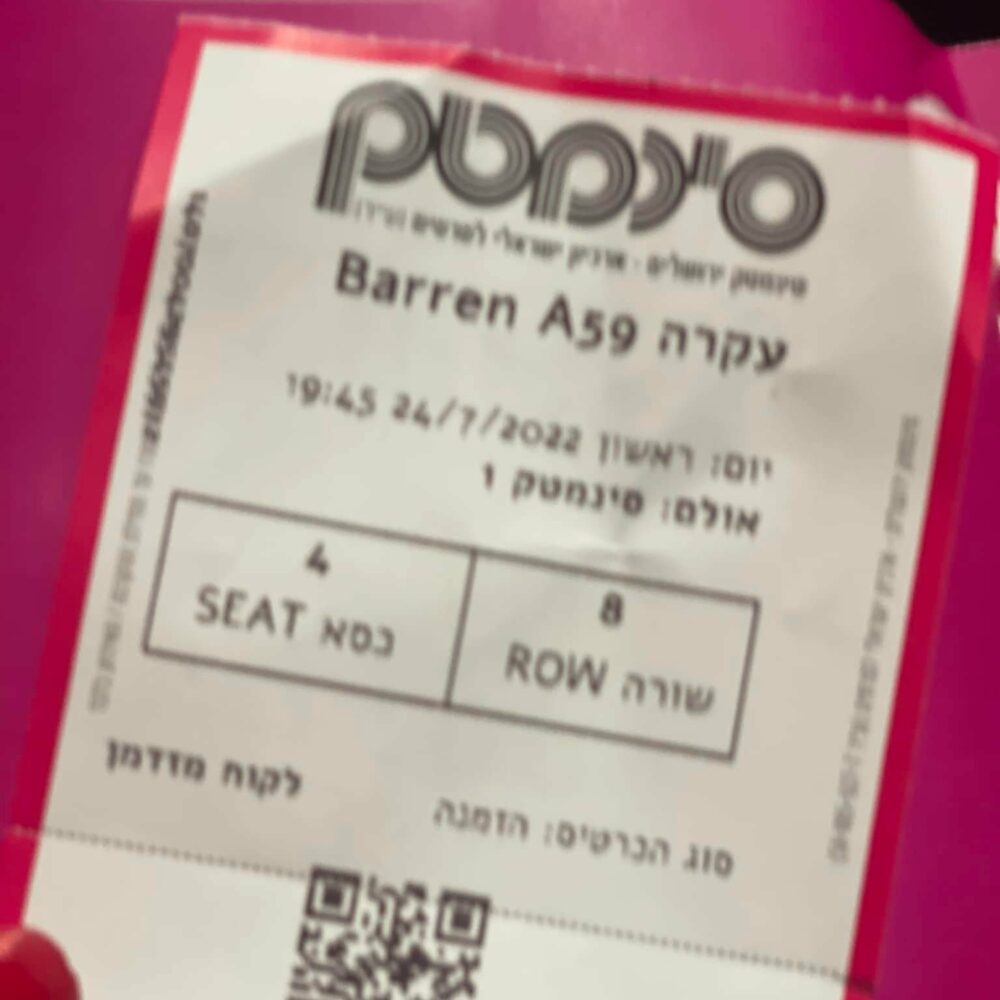 סינמטק
סינמטק ירושלים - ארכיון ישראלי לסרטים (ע״ר)
עקרה Barren A59
יום: ראשון 24/7/2022 19:45
אולם: סינמטק 1
8
שורה ROW
4
כסא SEAT
סוג הכרטיס: הזמנה
לקוח מזדמן